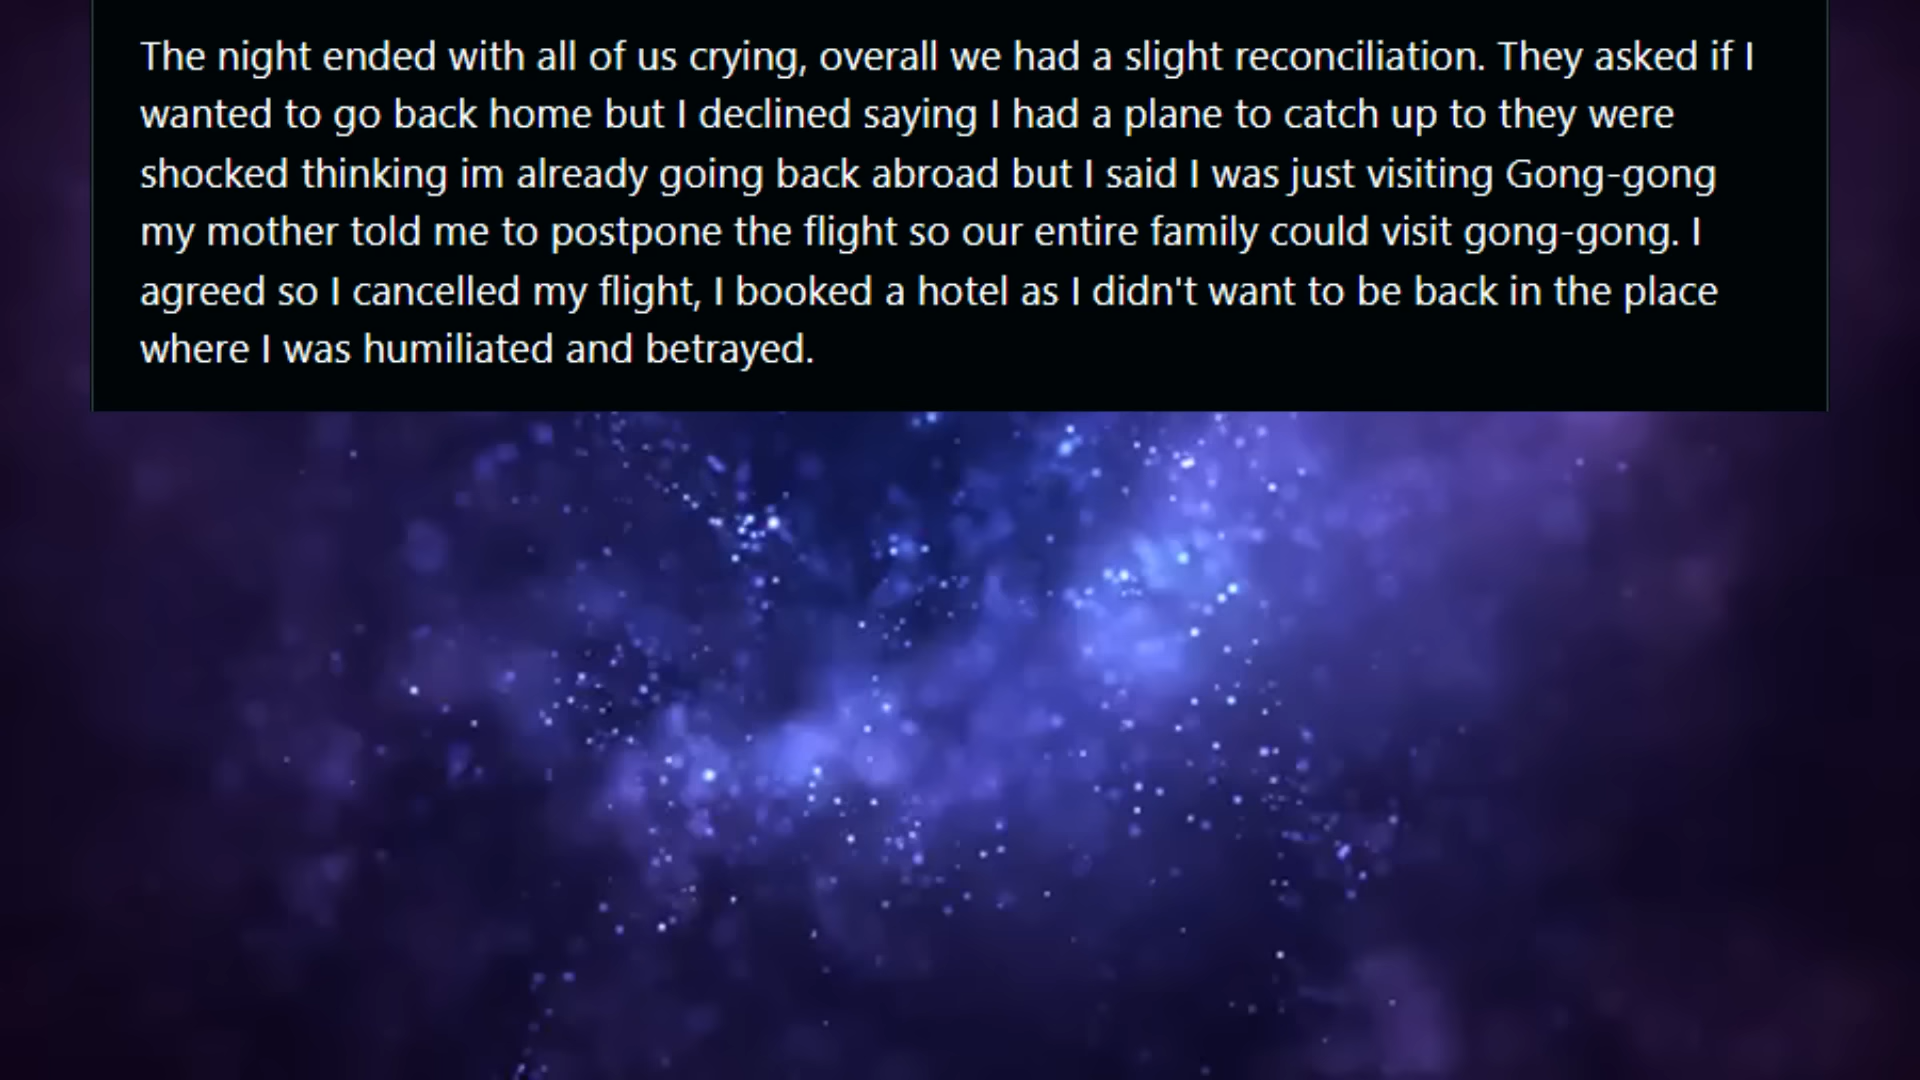 The night ended with all of us crying, overall we had a slight reconciliation. They asked if I
wanted to go back home but I declined saying I had a plane to catch up to they were
shocked thinking im already going back abroad but I said I was just visiting Gong-gong
my mother told me to postpone the flight so our entire family could visit gong-gong. I
agreed so I cancelled my flight, I booked a hotel as I didn't want to be back in the place
where I was humiliated and betrayed.